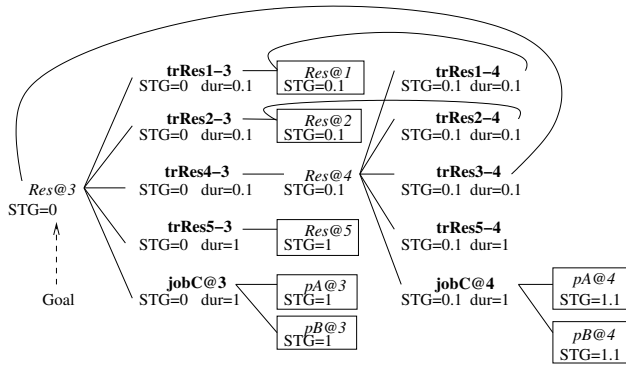 trRes1−3
STG=0 dur=0.1
Res@1
STG=0.1
trRes1−4
STG=0.1 dur=0.1
trRes2−3
STG=0 dur=0.1
Res@2
STG=0.1
trRes2−4
STG=0.1 dur=0.1
Res@3
STG=0
trRes4−3
STG=0 dur=0.1
Res@4
STG=0.1
trRes3−4
STG=0.1 dur=0.1
trRes5−3
STG=0 dur=1
Res@5
STG=1
trRes5−4
STG=0.1 dur=1
Goal
jobC@3
STG=0 dur=1
pA@3
STG=1
pB@3
STG=1
jobC@4
STG=0.1 dur=1
pA@4
STG=1.1
pB@4
STG=1.1